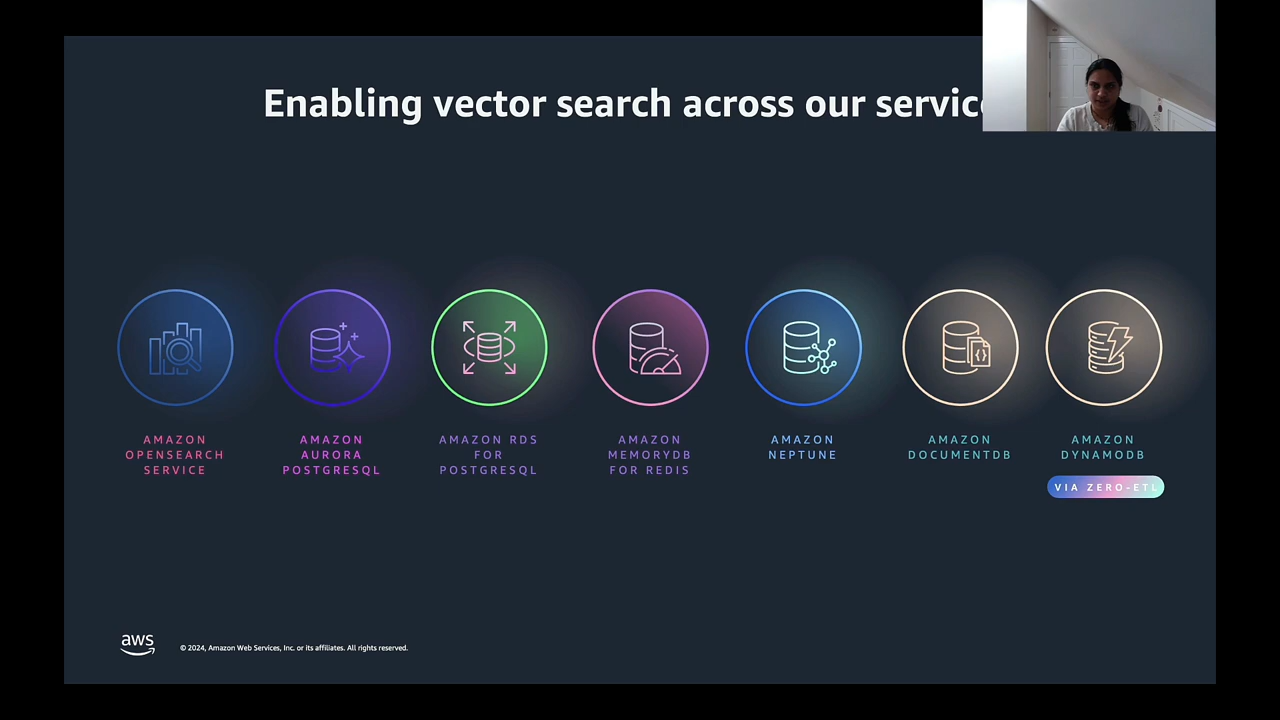 Enabling vector search across our servic
AMAZON
OPENSEARCH
SERVICE
AMAZON
AURORA
POSTGRESQL
AMAZON RDS
FOR
POSTGRESQL
AMAZON
MEMORYDB
FOR REDIS
AMAZON
NEPTUNE
AMAZON
DOCUMENTDB
AMAZON
DYNAMODB
VIA ZERO-ETL
aws
© 2024, Amazon Web Services, Inc. or its affiliates. All rights reserved.